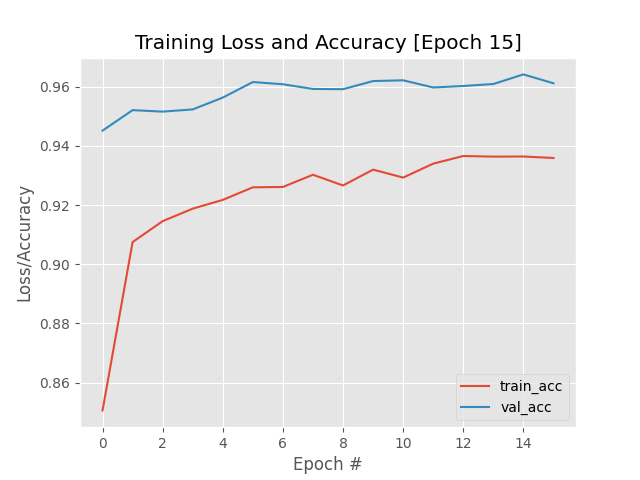 Training Loss and Accuracy [Epoch 15]
0.96
0.94
0.92
0.90
0.88
0.86
Loss/Accuracy
train_acc
val_acc
0 2 4 6 8 10 12 14
Epoch #